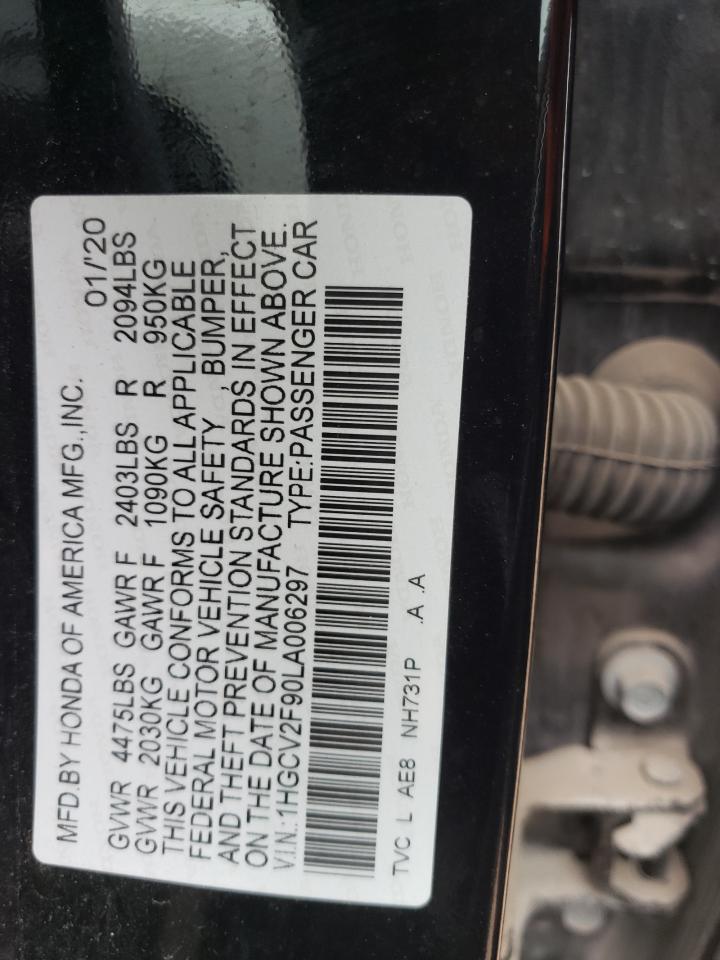 MFD.BY HONDA OF AMERICA MFG.,INC. 01/'20
GVWR 4475LBS GAWR F 2403LBS R 2094LBS
GVWR 2030KG GAWR F 1090KG R 950KG
THIS VEHICLE CONFORMS TO ALL APPLICABLE
FEDERAL MOTOR VEHICLE SAFETY , BUMPER,
AND THEFT PREVENTION STANDARDS IN EFFECT
ON THE DATE OF MANUFACTURE SHOWN ABOVE.
V.I.N.:1HGCV2F90LA006297 TYPE:PASSENGER CAR
TVC L AE8 NH731P .A .A